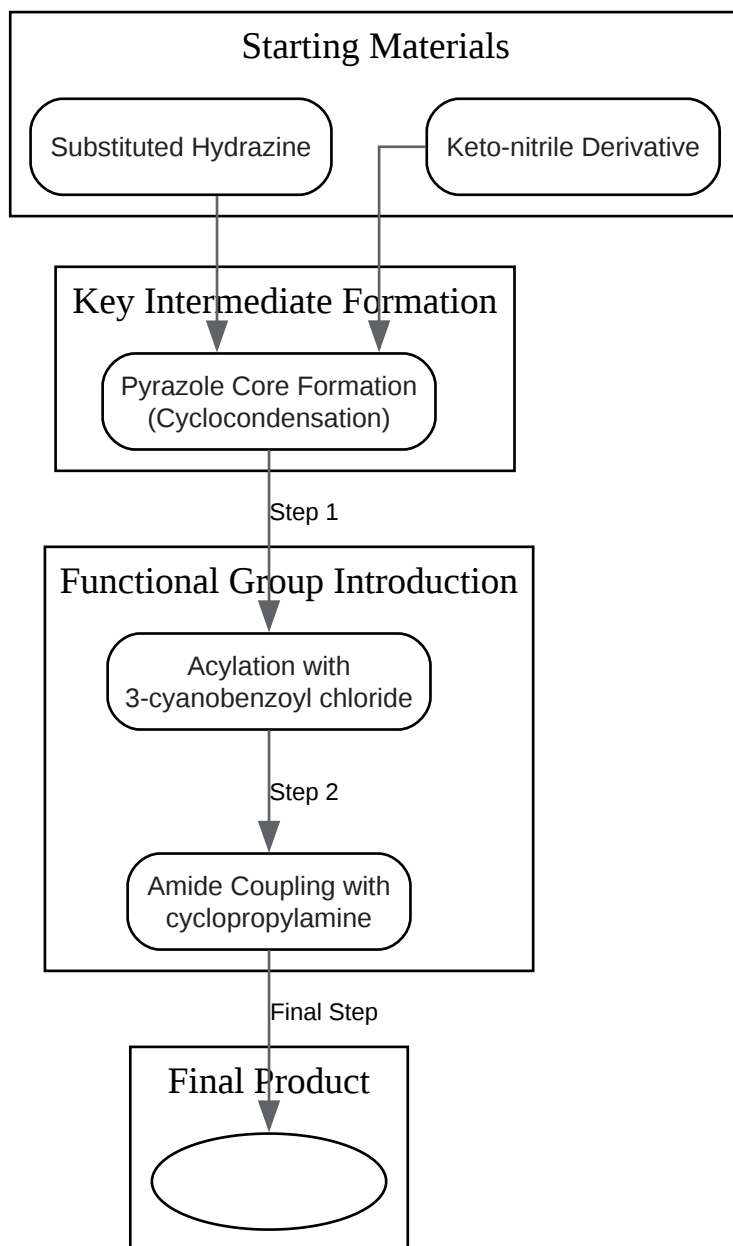 Starting Materials
Substituted Hydrazine
Keto-nitrile Derivative
Key Intermediate Formation
Pyrazole Core Formation
(Cyclocondensation)
Step 1
Functional Group Introduction
Acylation with
3-cyanobenzoyl chloride
Step 2
Amide Coupling with
cyclopropylamine
Final Step
Final Product